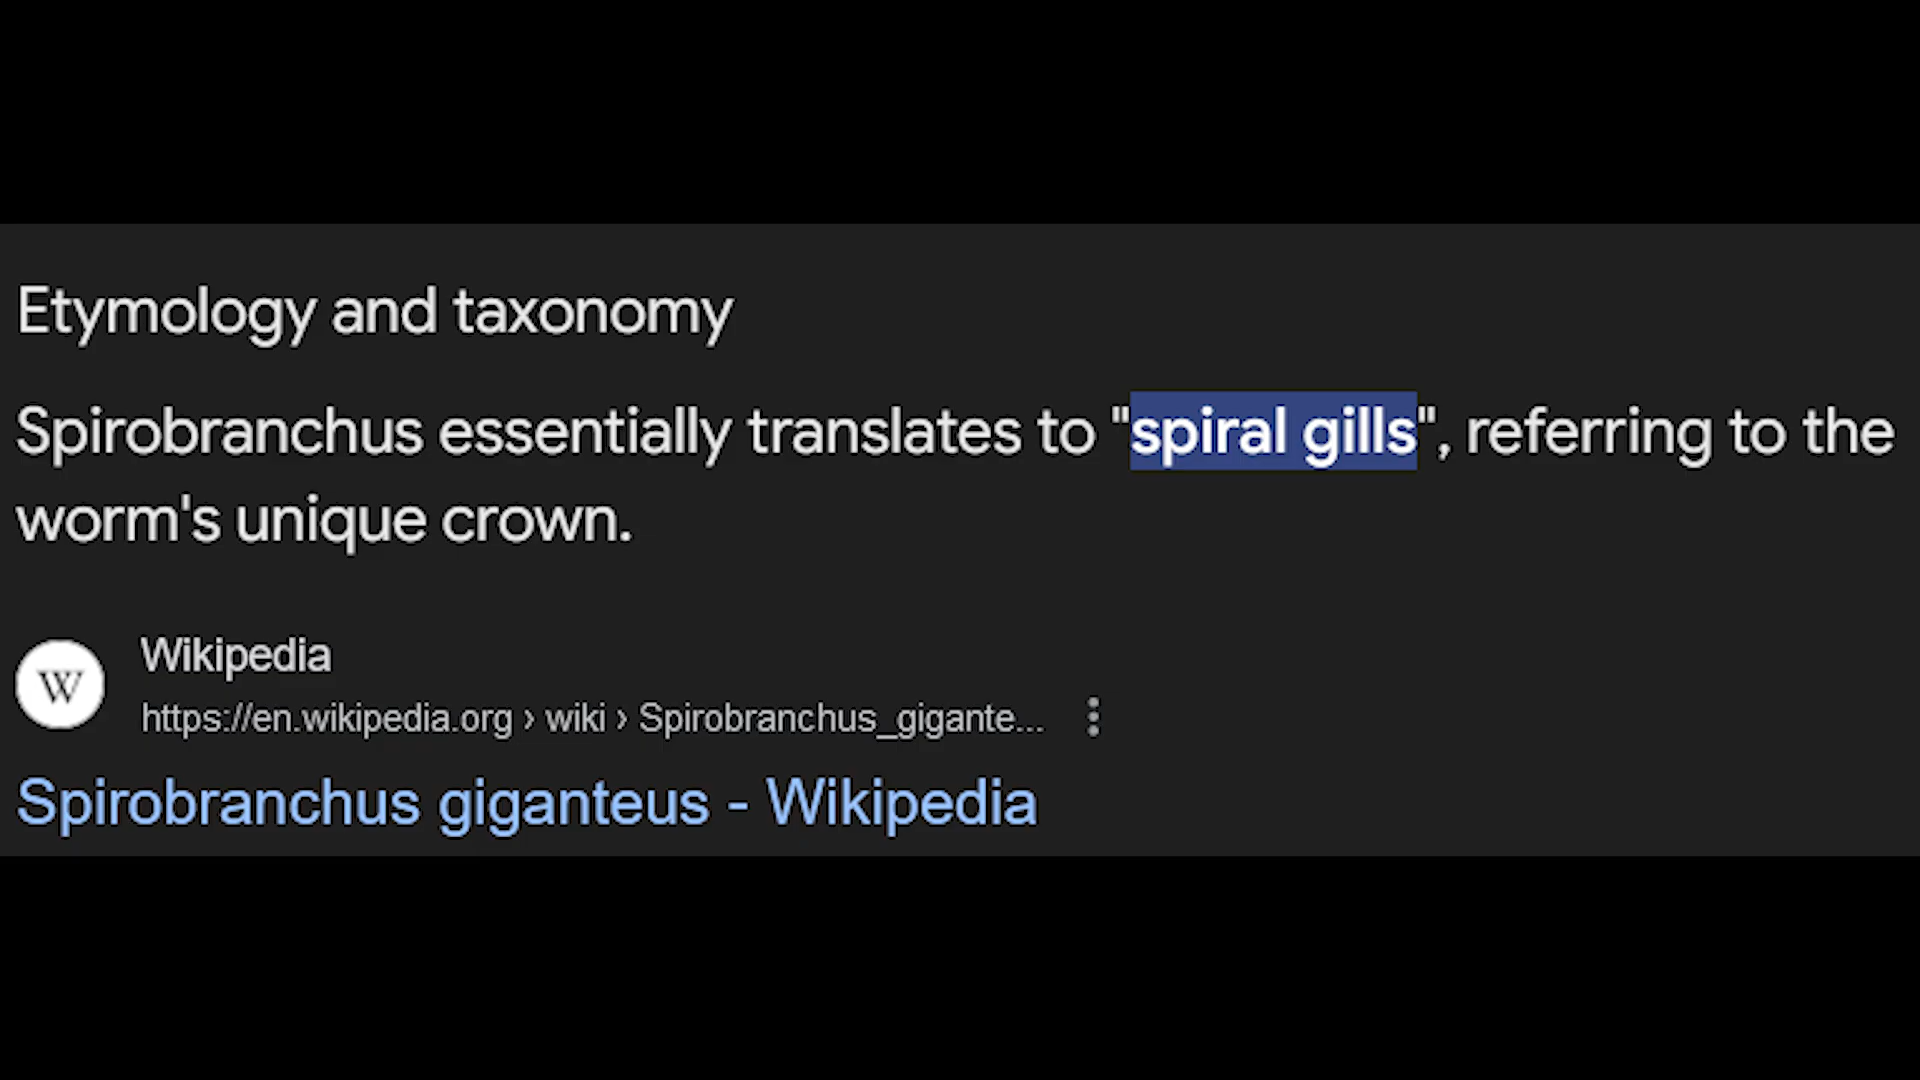 Etymology and taxonomy
Spirobranchus essentially translates to "spiral gills", referring to the
worm's unique crown.
W
Wikipedia
https://en.wikipedia.org › wiki › Spirobranchus_gigante...
Spirobranchus giganteus - Wikipedia